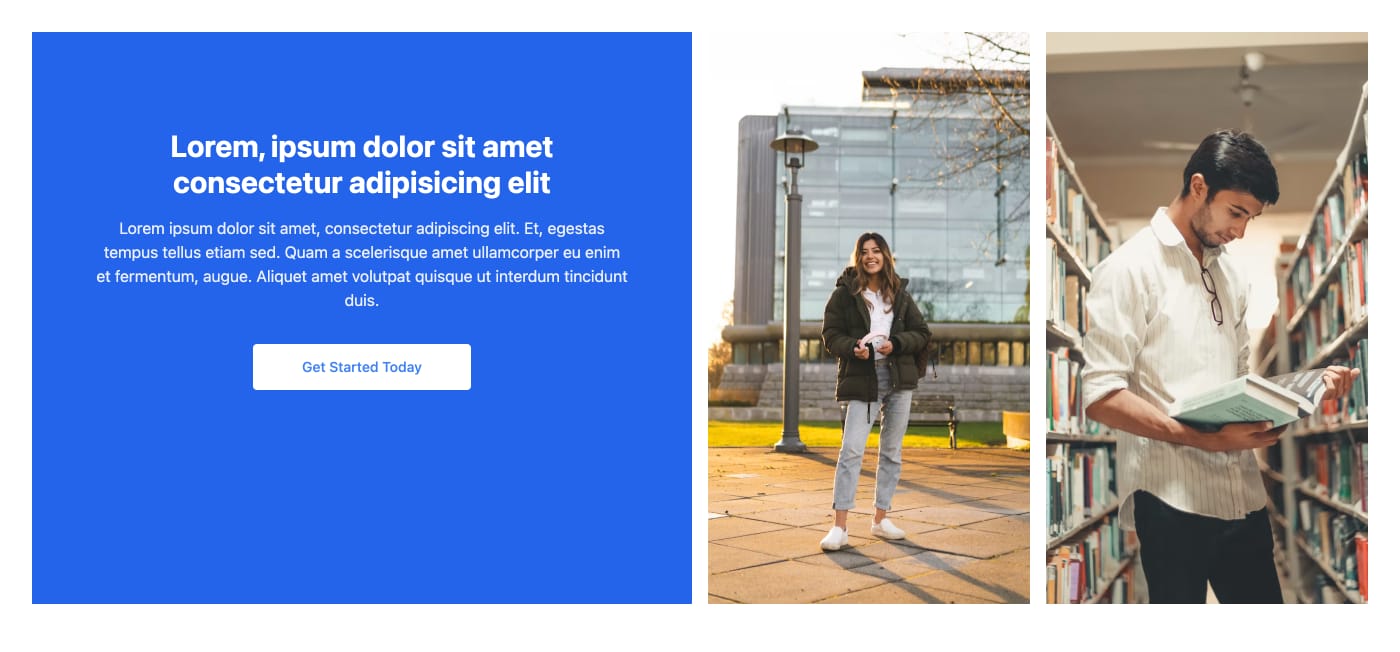 Lorem, ipsum dolor sit amet
consectetur adipisicing elit
Lorem ipsum dolor sit amet, consectetur adipiscing elit. Et, egestas
tempus tellus etiam sed. Quam a scelerisque amet ullamcorper eu enim
et fermentum, augue. Aliquet amet volutpat quisque ut interdum tincidunt
duis.
Get Started Today